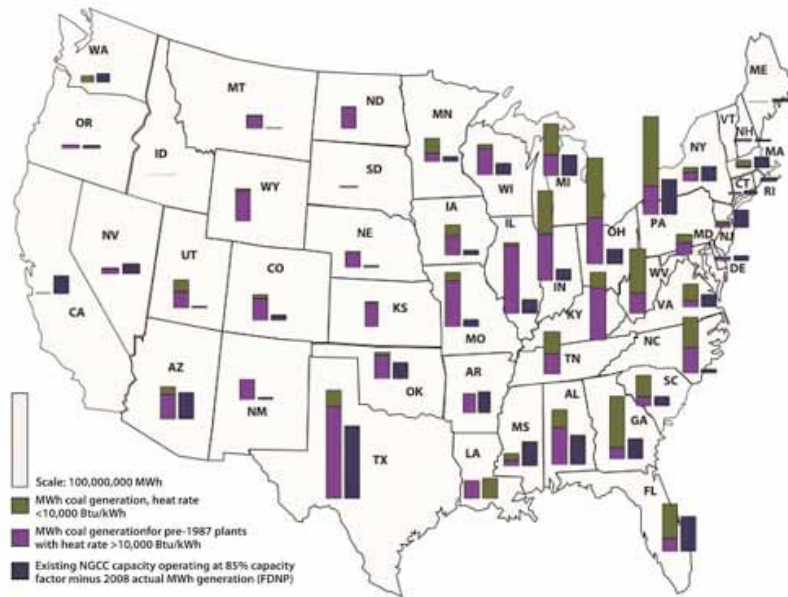 WA
ME
MT
ND
VT
OR
MN
NH
ID
NY
MA
SD
WI
MI
CT
RI
WY
IA
PA
NE
NV
IL
OH
MD
NJ
UT
IN
WV
DE
CO
VA
CA
KS
MO
KY
NC
TN
AZ
OK
AR
SC
NM
AL
MS
GA
TX
LA
FL
Scale: 100,000,000 MWh
MWh coal generation, heat rate
<10,000 Btu/kWh
MWh coal generationfor pre-1987 plants
with heat rate >10,000 Btu/kWh
Existing NGCC capacity operating at 85% capacity
factor minus 2008 actual MWh generation (FDNP)